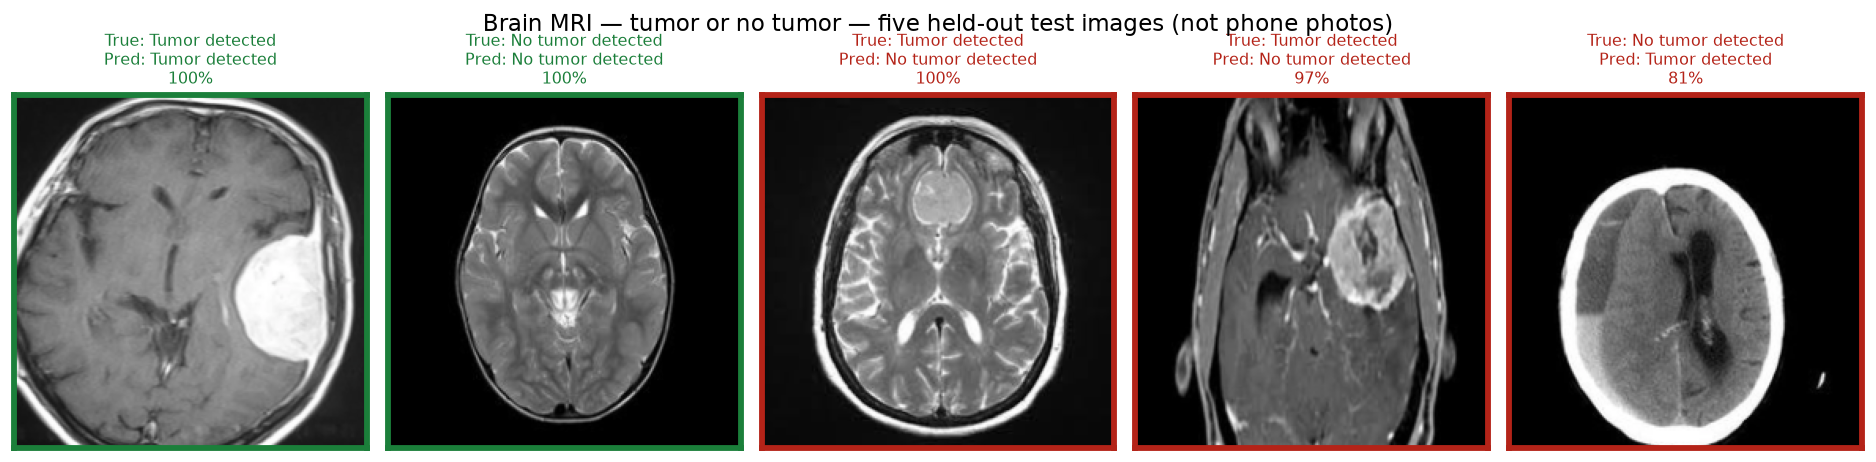 Brain MRI — tumor or no tumor — five held-out test images (not phone photos)
True: Tumor detected
Pred: Tumor detected
100%
True: No tumor detected
Pred: No tumor detected
100%
True: Tumor detected
Pred: No tumor detected
100%
True: Tumor detected
Pred: No tumor detected
97%
True: No tumor detected
Pred: Tumor detected
81%